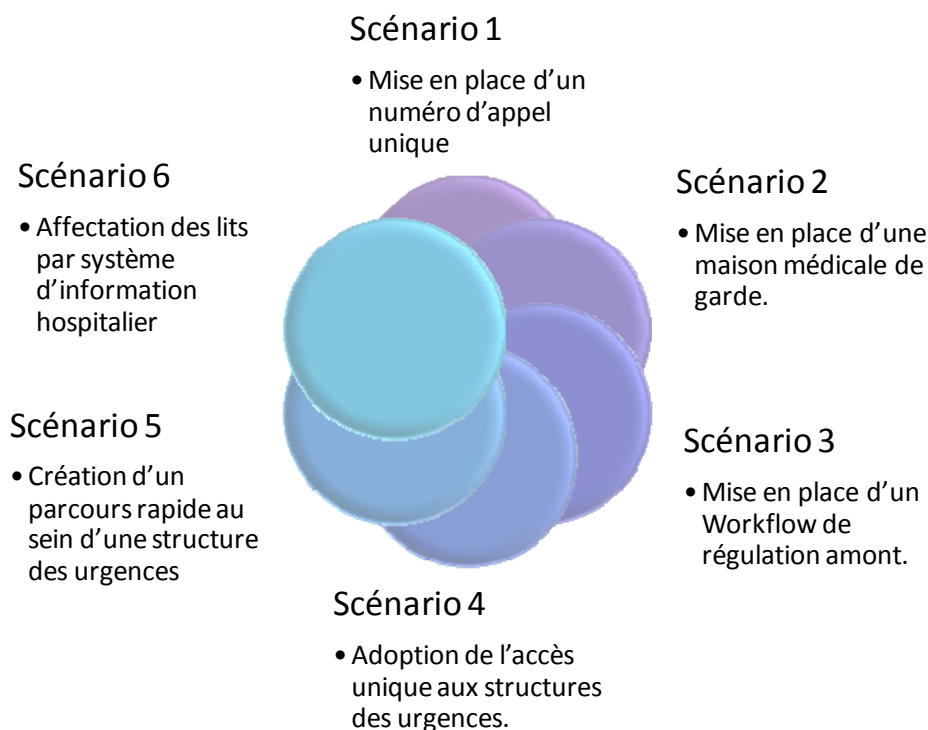 Scénario 1
• Mise en place d’un
numéro d’appel
unique
Scénario 2
• Mise en place d’une
maison médicale de
garde.
Scénario 3
• Mise en place d’un
Workflow de
régulation amont.
Scénario 4
• Adoption de l’accès
unique aux structures
des urgences.
Scénario 5
• Création d’un
parcours rapide au
sein d’une structure
des urgences
Scénario 6
• Affectation des lits
par système
d’information
hospitalier